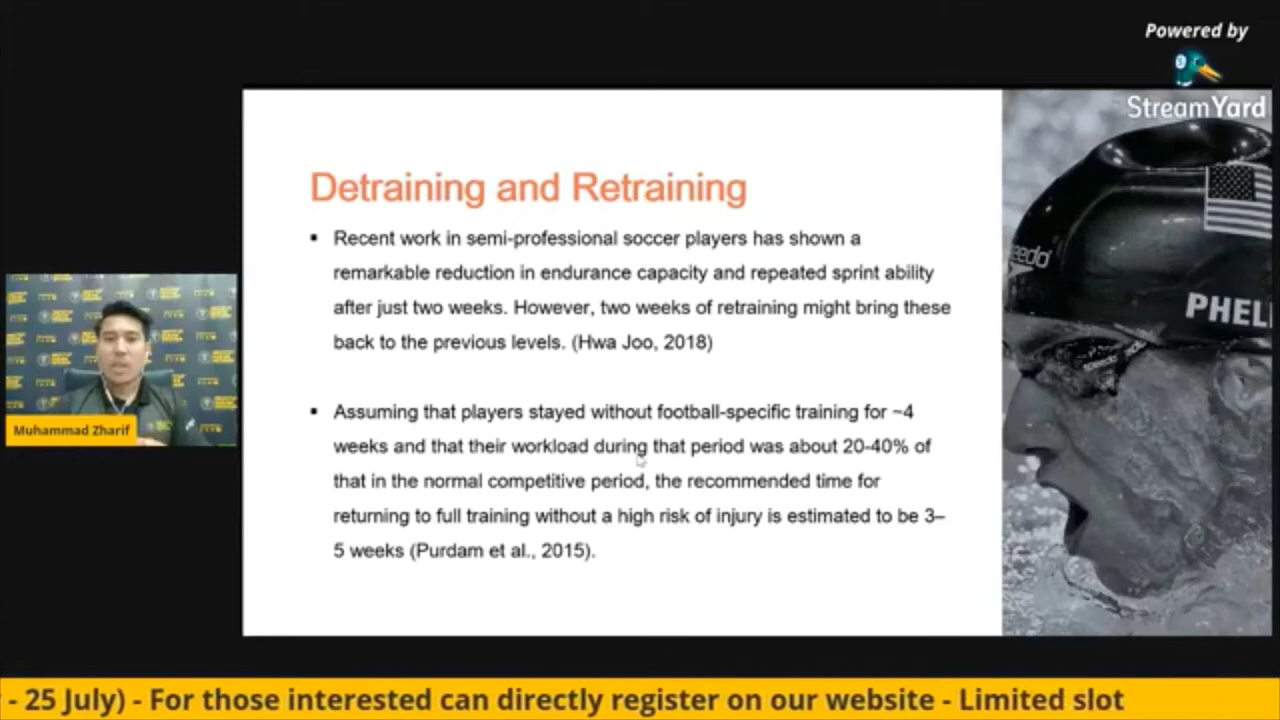 Powered by
StreamYard
Detraining and Retraining
▪ Recent work in semi-professional soccer players has shown a
remarkable reduction in endurance capacity and repeated sprint ability
after just two weeks. However, two weeks of retraining might bring these
back to the previous levels. (Hwa Joo, 2018)
▪ Assuming that players stayed without football-specific training for ~4
weeks and that their workload during that period was about 20-40% of
that in the normal competitive period, the recommended time for
returning to full training without a high risk of injury is estimated to be 3–
5 weeks (Purdam et al., 2015).
eedo
PHEL
speedo
Muhammad Zharif
- 25 July) - For those interested can directly register on our website - Limited slot